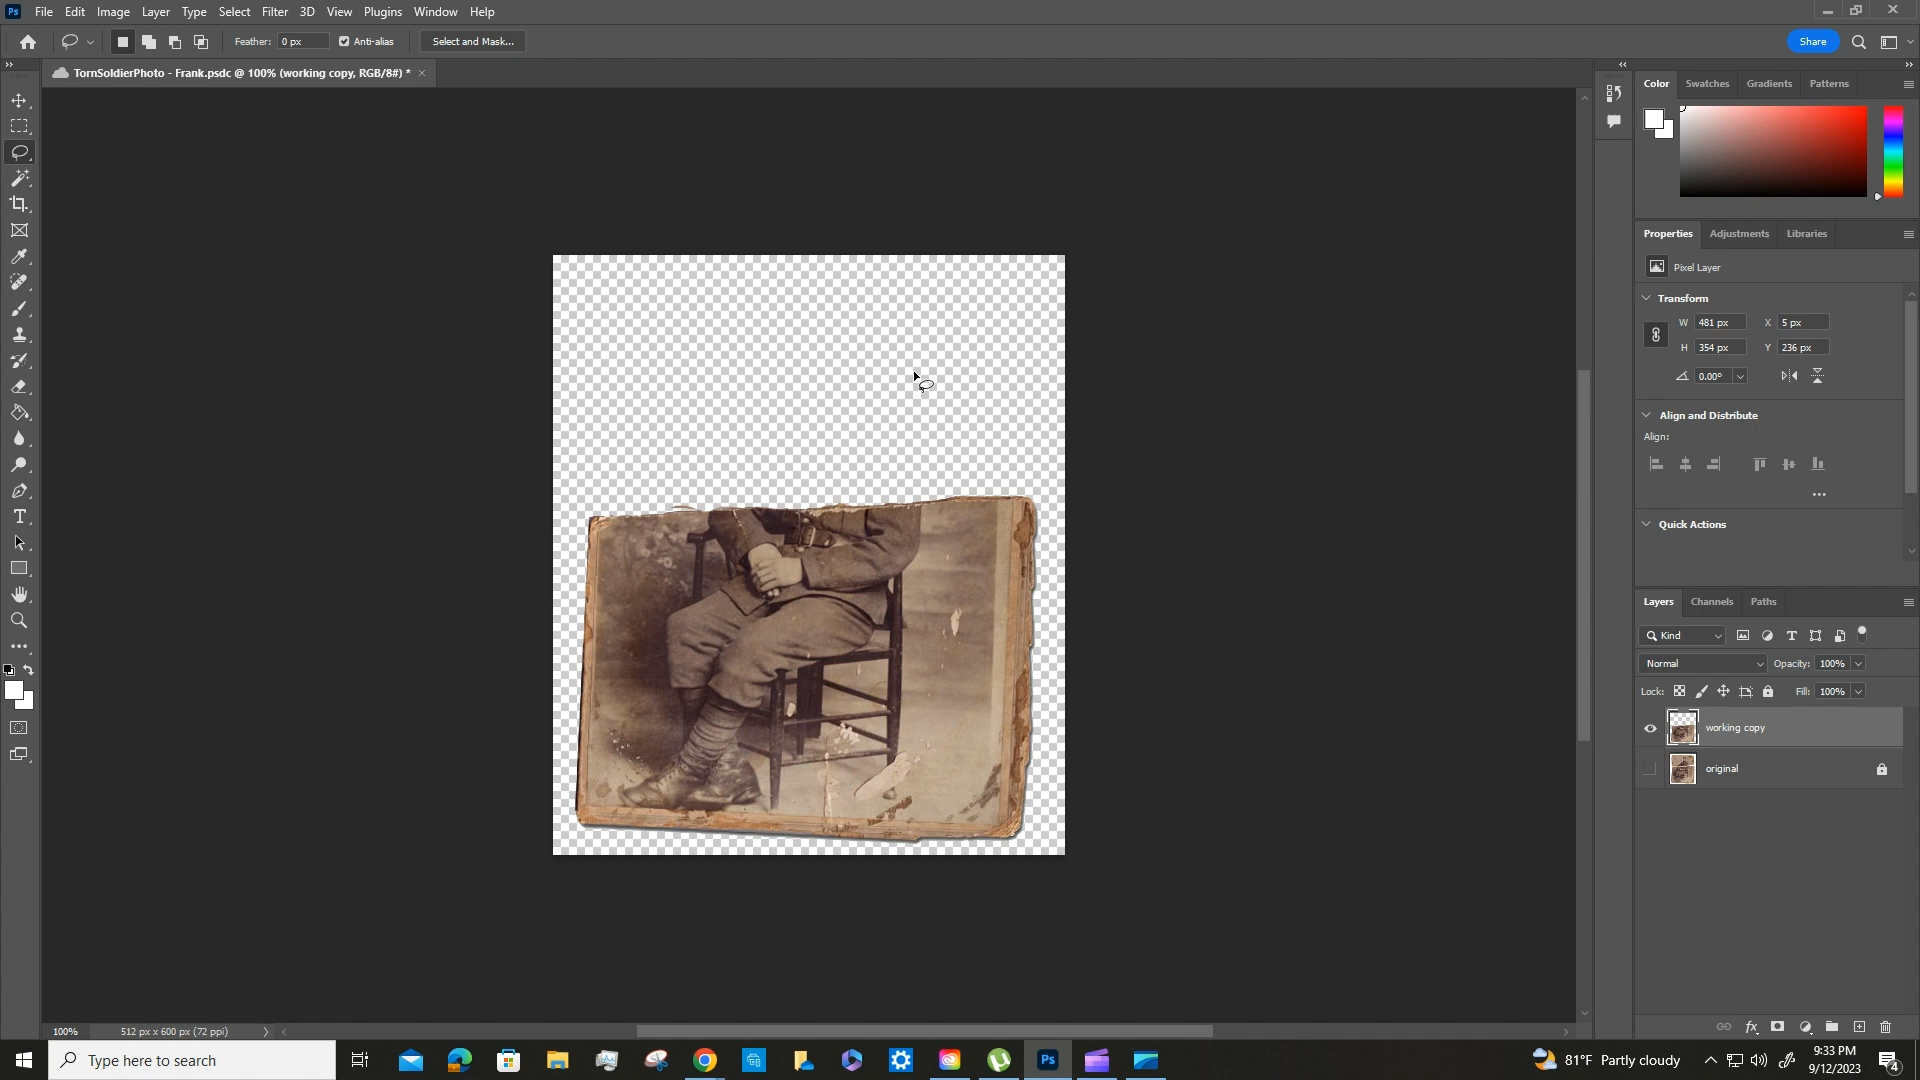 Ps File Edit Image Layer Type Select Filter 3D View Plugins Window Help
Feather: 0 px Anti-alias Select and Mask... Share
TornSoldierPhoto - Frank.psdc @ 100% (working copy, RGB/8#) * ×
Color Swatches Gradients Patterns
Properties Adjustments Libraries
Pixel Layer
Transform
W 481 px X 5 px
H 354 px Y 236 px
0.00°
Align and Distribute
Align:
Quick Actions
Layers Channels Paths
Kind
Normal Opacity: 100%
Lock: Fill: 100%
working copy
original
100% 512 px x 600 px (72 ppi)
Type here to search
Ps
81°F Partly cloudy
9:33 PM
9/12/2023
4